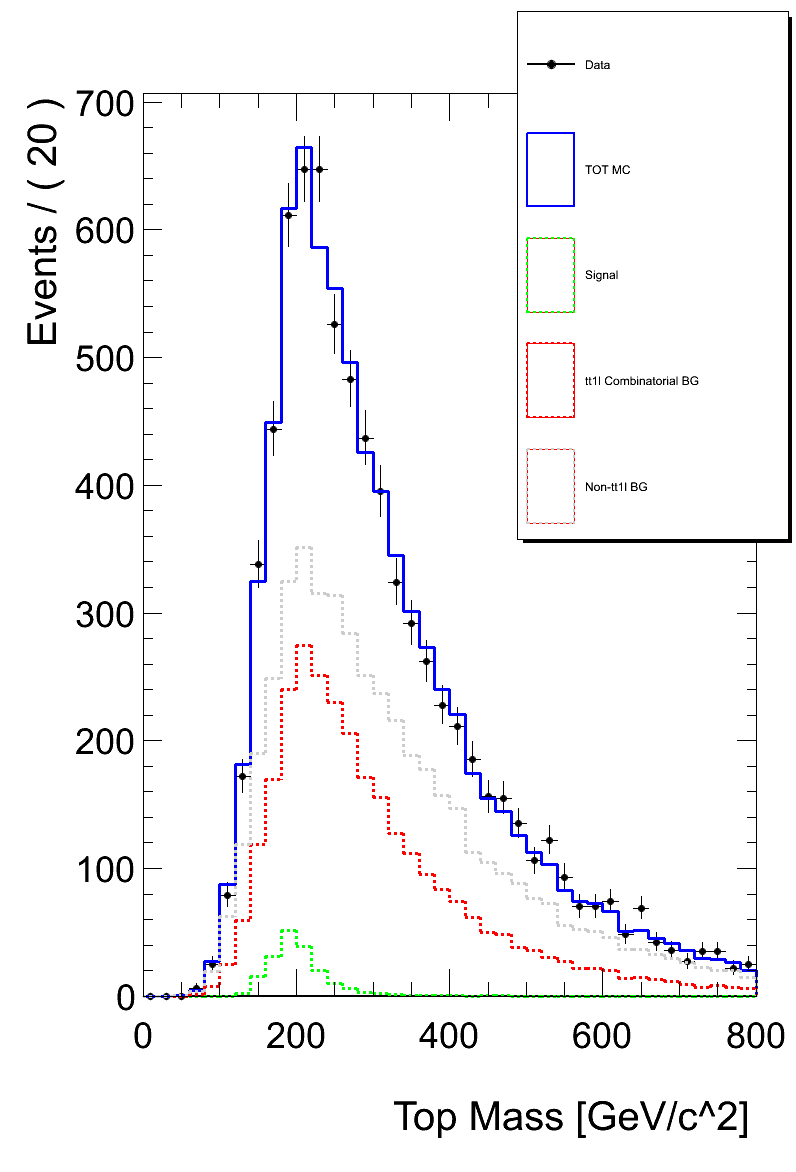 Data
TOT MC
Signal
tt1l Combinatorial BG
Non-tt1l BG
Events / ( 20 )
700
600
500
400
300
200
100
0
0 200 400 600 800
Top Mass [GeV/c^2]